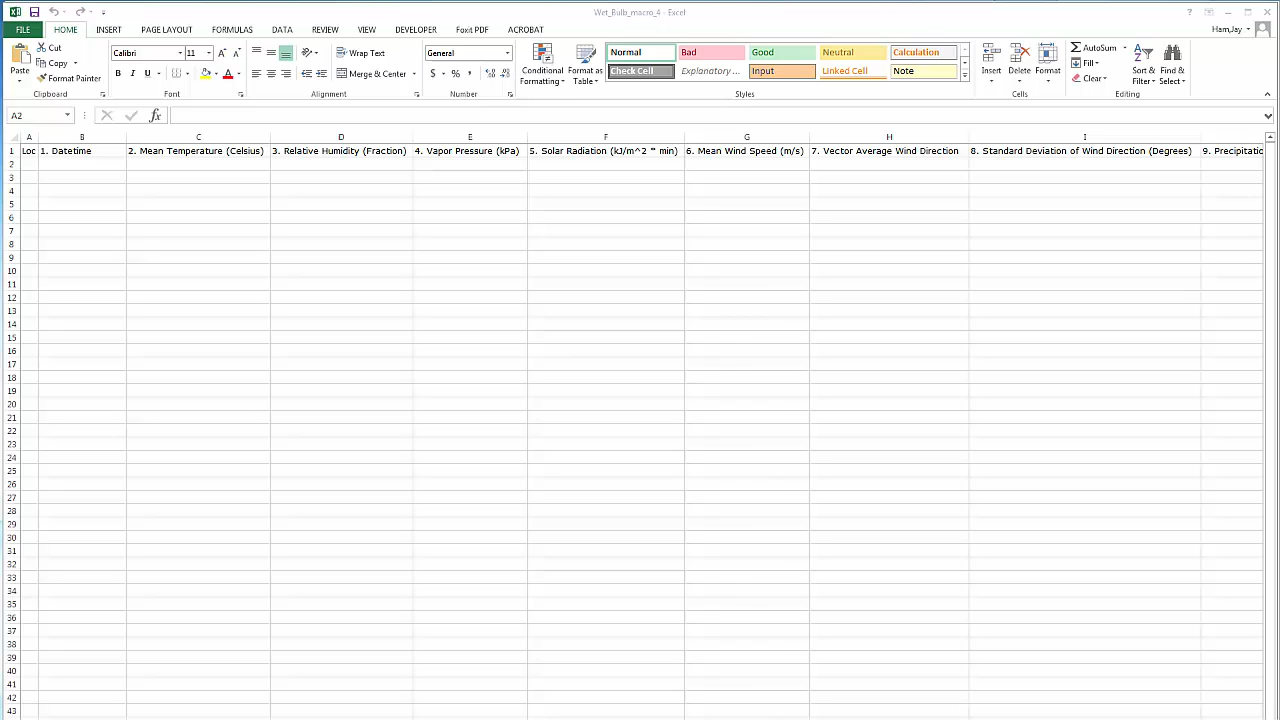 Wet_Bulb_macro_4 - Excel
FILE HOME INSERT PAGE LAYOUT FORMULAS DATA REVIEW VIEW DEVELOPER Foxit PDF ACROBAT Ham,Jay
Paste Cut Copy Format Painter Clipboard
Calibri 11 B I U A A A Font
Wrap Text Merge & Center Alignment
General $ % , Number
Conditional Formatting Format as Table
Normal Bad Good Neutral Calculation
Check Cell Explanatory ... Input Linked Cell Note
Styles
Insert Delete Format Cells
AutoSum Fill Clear Sort & Filter Find & Select Editing
A2 fx
A B C D E F G H I
1 Loc 1. Datetime 2. Mean Temperature (Celsius) 3. Relative Humidity (Fraction) 4. Vapor Pressure (kPa) 5. Solar Radiation (kJ/m^2 * min) 6. Mean Wind Speed (m/s) 7. Vector Average Wind Direction 8. Standard Deviation of Wind Direction (Degrees) 9. Precipitatio
2
3
4
5
6
7
8
9
10
11
12
13
14
15
16
17
18
19
20
21
22
23
24
25
26
27
28
29
30
31
32
33
34
35
36
37
38
39
40
41
42
43